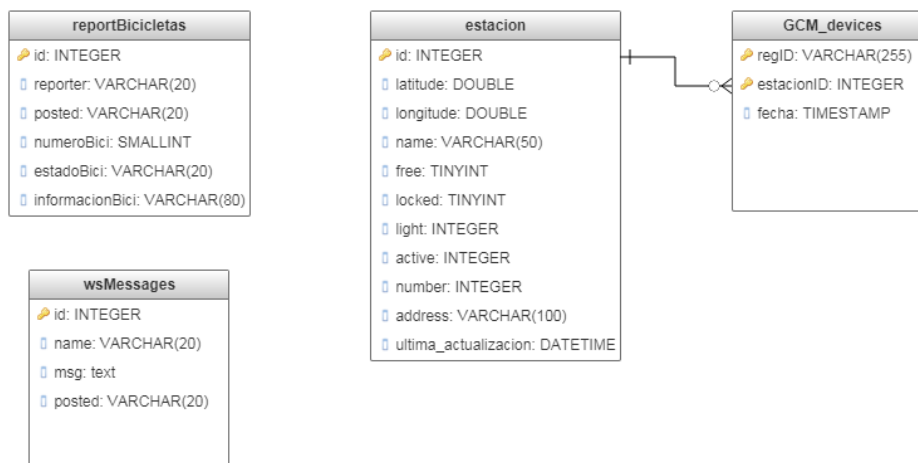 reportBicicletas
id: INTEGER
reporter: VARCHAR(20)
posted: VARCHAR(20)
numeroBici: SMALLINT
estadoBici: VARCHAR(20)
informacionBici: VARCHAR(80)
estacion
id: INTEGER
latitude: DOUBLE
longitude: DOUBLE
name: VARCHAR(50)
free: TINYINT
locked: TINYINT
light: INTEGER
active: INTEGER
number: INTEGER
address: VARCHAR(100)
ultima_actualizacion: DATETIME
GCM_devices
regID: VARCHAR(255)
estacionID: INTEGER
fecha: TIMESTAMP
wsMessages
id: INTEGER
name: VARCHAR(20)
msg: text
posted: VARCHAR(20)